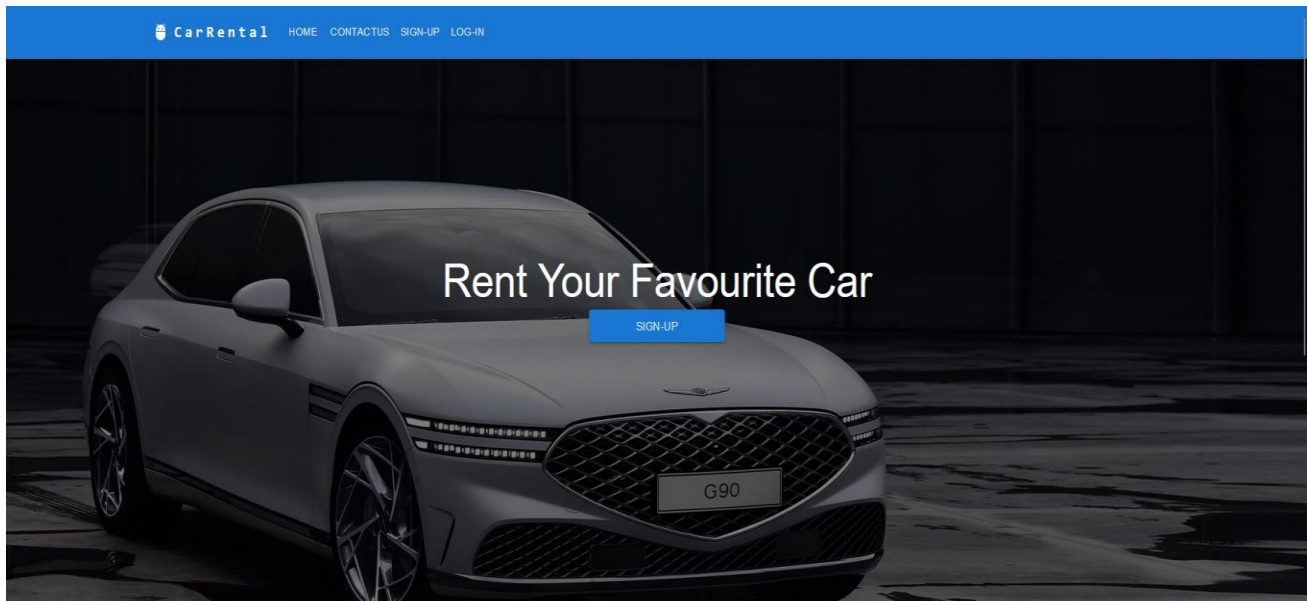 CarRental HOME CONTACTUS SIGN-UP LOG-IN
Rent Your Favourite Car
SIGN-UP
G90